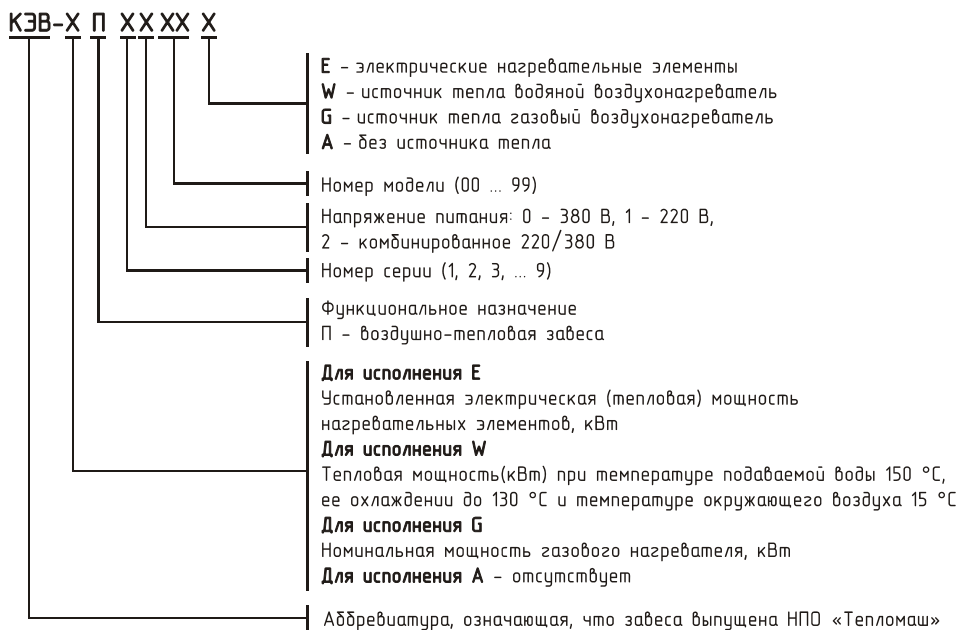 КЭВ-Х П ХХ ХХ Х
E - электрические нагревательные элементы
W - источник тепла водяной воздухонагреватель
G - источник тепла газовый воздухонагреватель
A - без источника тепла
Номер модели (00 ... 99)
Напряжение питания: 0 - 380 В, 1 - 220 В,
2 - комбинированное 220/380 В
Номер серии (1, 2, 3, ... 9)
Функциональное назначение
П - воздушно-тепловая завеса
Для исполнения E
Установленная электрическая (тепловая) мощность
нагревательных элементов, кВт
Для исполнения W
Тепловая мощность(кВт) при температуре подаваемой воды 150 °С,
ее охлаждении до 130 °С и температуре окружающего воздуха 15 °С
Для исполнения G
Номинальная мощность газового нагревателя, кВт
Для исполнения A - отсутствует
Аббревиатура, означающая, что завеса выпущена НПО «Тепломаш»